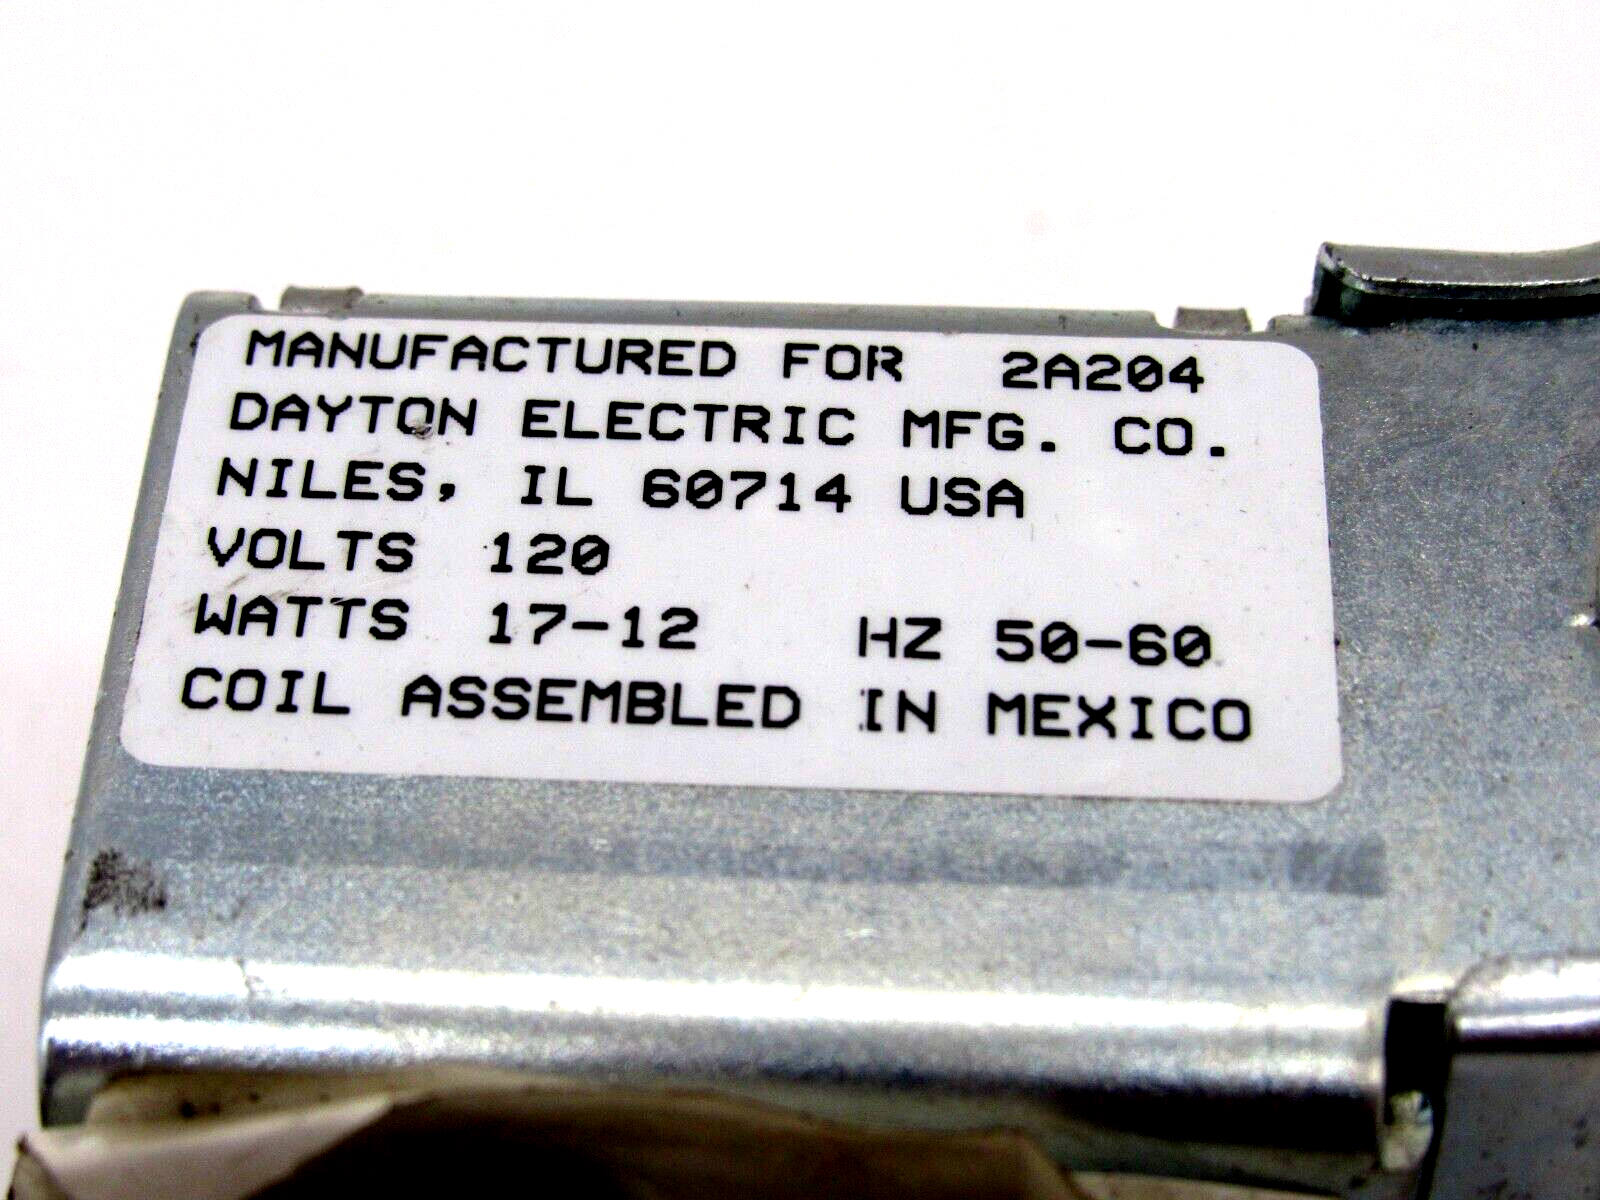 MANUFACTURED FOR 2A204
DAYTON ELECTRIC MFG. CO.
NILES, IL 60714 USA
VOLTS 120
WATTS 17-12 HZ 50-60
COIL ASSEMBLED IN MEXICO